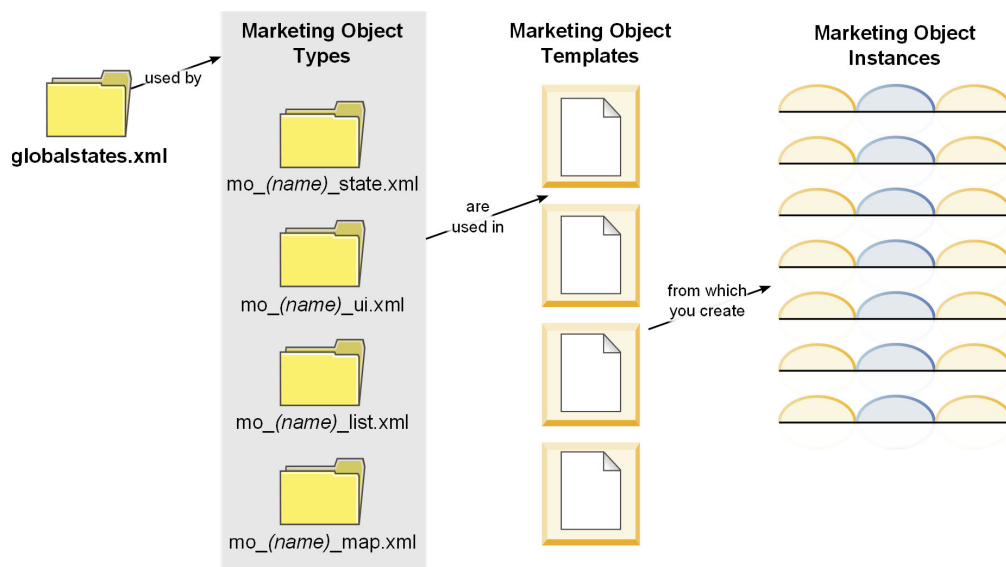 globalstates.xml
used by
Marketing Object
Types
mo_(name)_state.xml
mo_(name)_ui.xml
mo_(name)_list.xml
mo_(name)_map.xml
are
used in
Marketing Object
Templates
from which
you create
Marketing Object
Instances